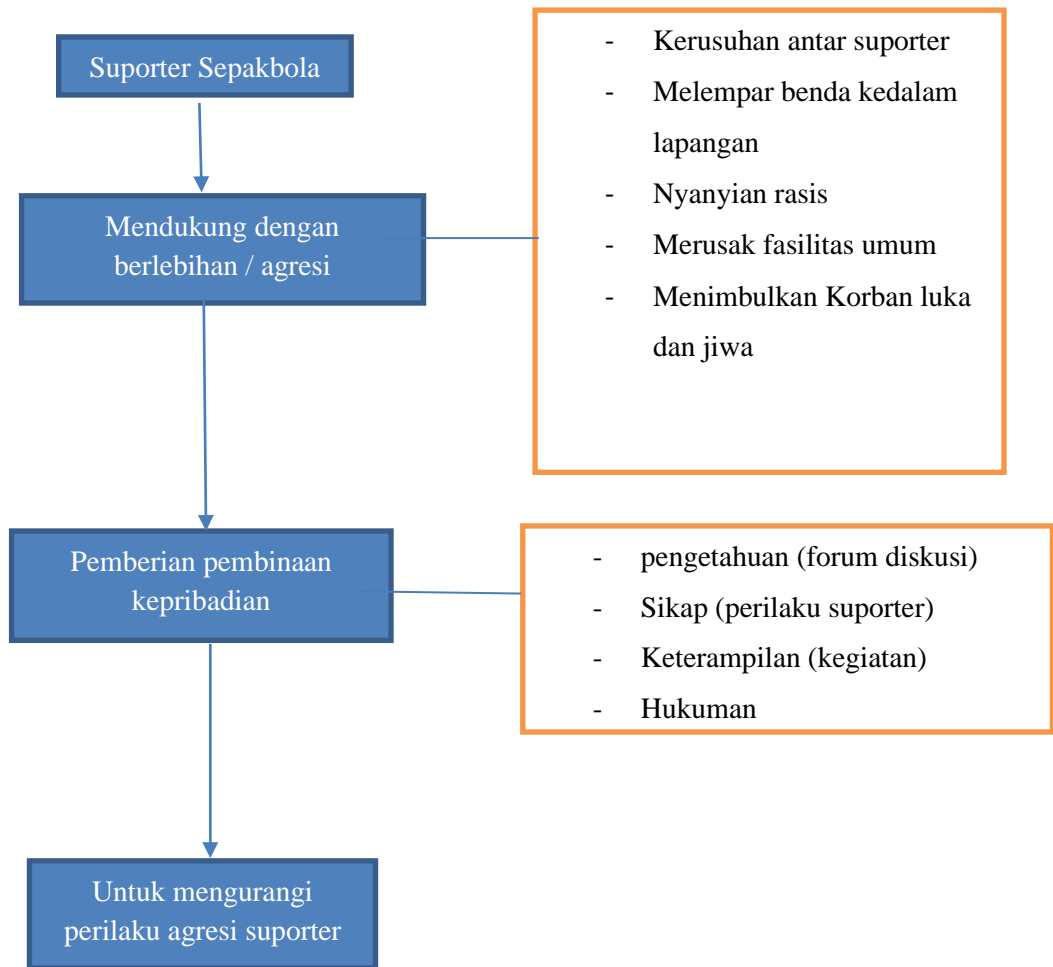 Suporter Sepakbola
- Kerusuhan antar suporter
- Melempar benda kedalam
lapangan
- Nyanyian rasis
- Merusak fasilitas umum
- Menimbulkan Korban luka
dan jiwa
Mendukung dengan
berlebihan / agresi
Pemberian pembinaan
kepribadian
- pengetahuan (forum diskusi)
- Sikap (perilaku suporter)
- Keterampilan (kegiatan)
- Hukuman
Untuk mengurangi
perilaku agresi suporter